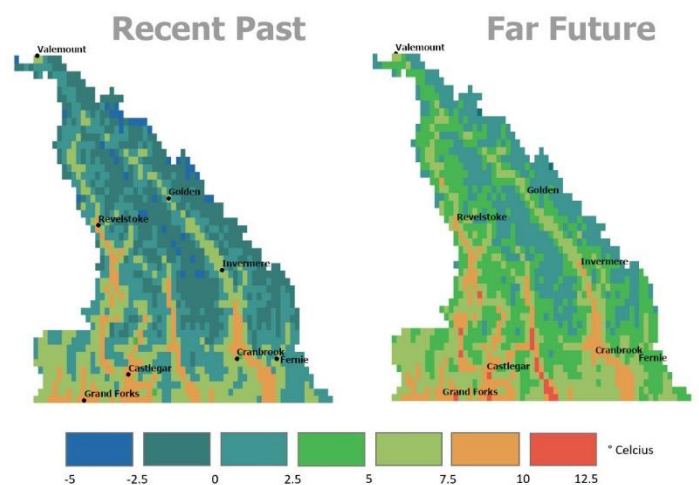 Recent Past
Far Future
Valemount
Valemount
Golden
Golden
Revelstoke
Revelstoke
Invermere
Invermere
Cranbrook
Fernie
Cranbrook
Fernie
Castlegar
Castlegar
Grand Forks
Grand Forks
° Celcius
-5
-2.5
0
2.5
5
7.5
10
12.5